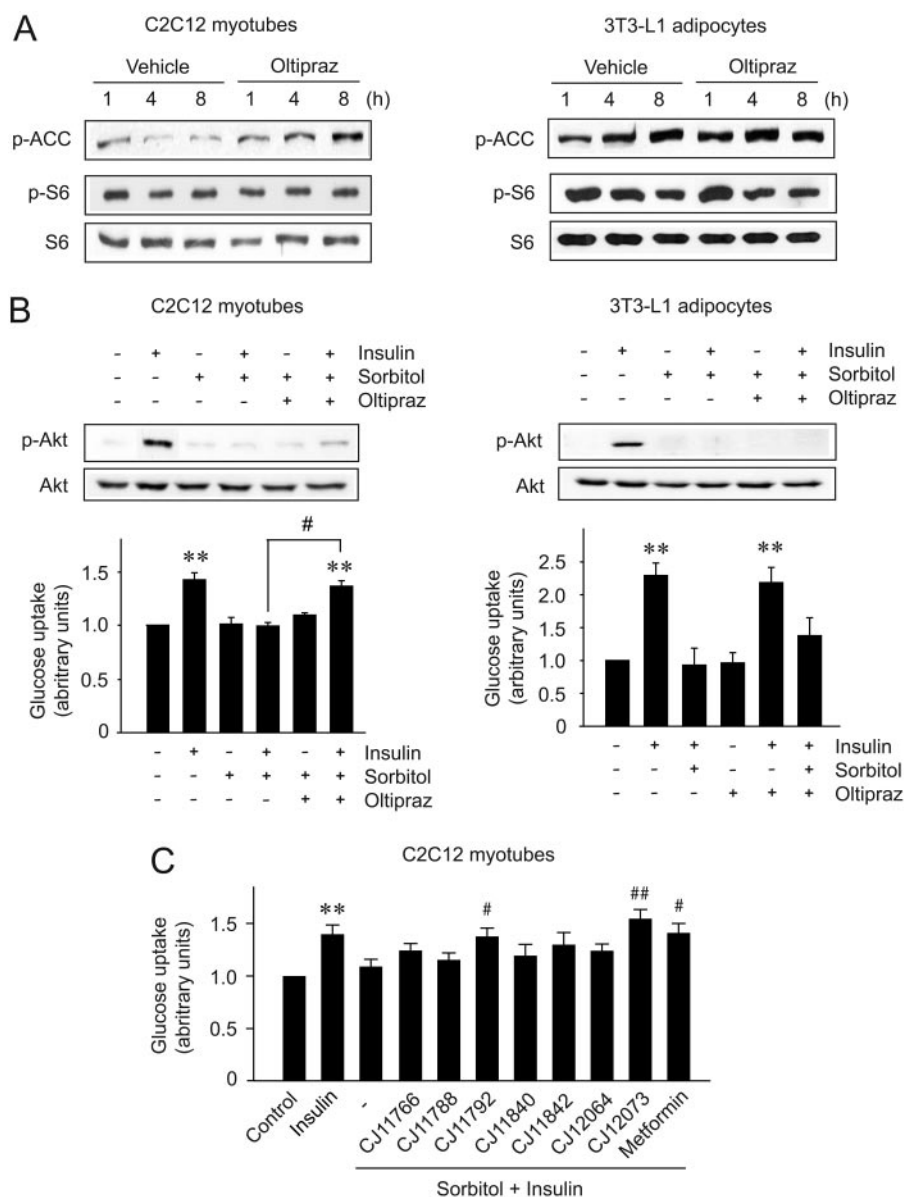 A
C2C12 myotubes
Vehicle Oltipraz
1 4 8 1 4 8 (h)
p-ACC
p-S6
S6
3T3-L1 adipocytes
Vehicle Oltipraz
1 4 8 1 4 8 (h)
p-ACC
p-S6
S6
B
C2C12 myotubes
- + - + - + Insulin
- - + + + + Sorbitol
- - - - + + Oltipraz
p-Akt
Akt
#
** **
1.5
1.0
0.5
0
Glucose uptake
(abritrary units)
- + - + - + Insulin
- - + + + + Sorbitol
- - - - + + Oltipraz
3T3-L1 adipocytes
- + - + - + Insulin
- - + + + + Sorbitol
- - - - + + Oltipraz
p-Akt
Akt
** **
2.5
2.0
1.5
1.0
0.5
0
Glucose uptake
(arbitrary units)
- + + - + + Insulin
- - + - - + Sorbitol
- - - + + + Oltipraz
C
C2C12 myotubes
** # ## #
1.5
1.0
0.5
0
Glucose uptake
(abritrary units)
Control
Insulin
-
CJ11766
CJ11788
CJ11792
CJ11840
CJ11842
CJ12064
CJ12073
Metformin
Sorbitol + Insulin